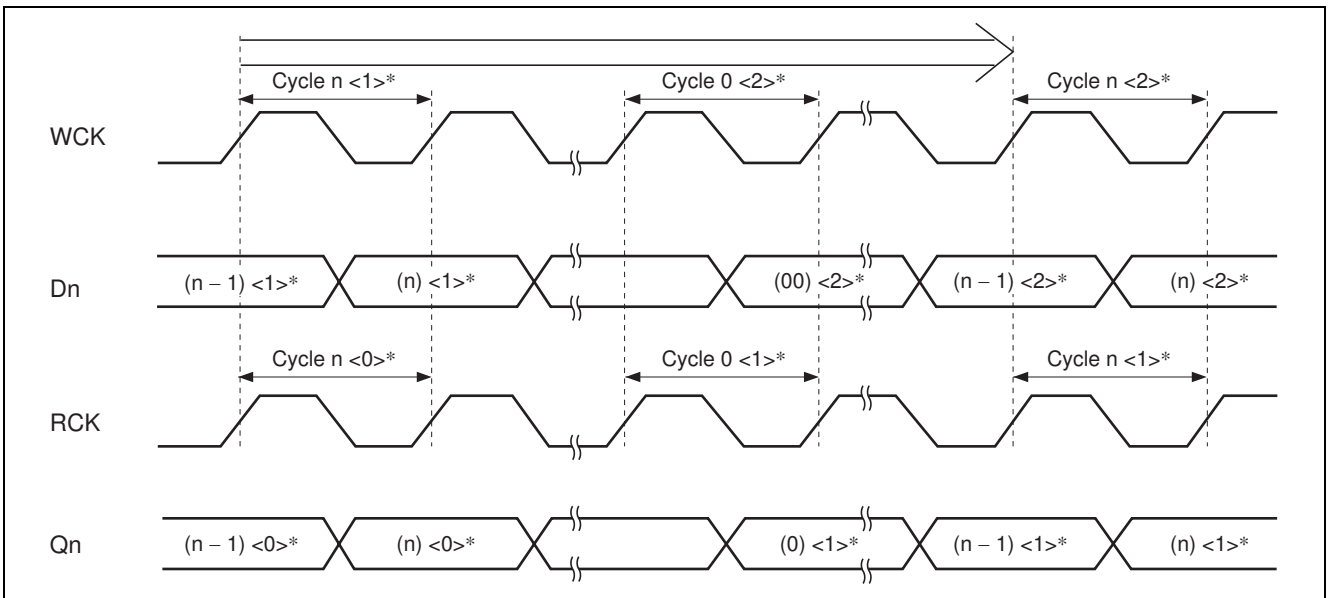 Cycle n <1>* Cycle 0 <2>* Cycle n <2>*
WCK
Dn (n – 1) <1>* (n) <1>* (00) <2>* (n – 1) <2>* (n) <2>*
Cycle n <0>* Cycle 0 <1>* Cycle n <1>*
RCK
Qn (n – 1) <0>* (n) <0>* (0) <1>* (n – 1) <1>* (n) <1>*